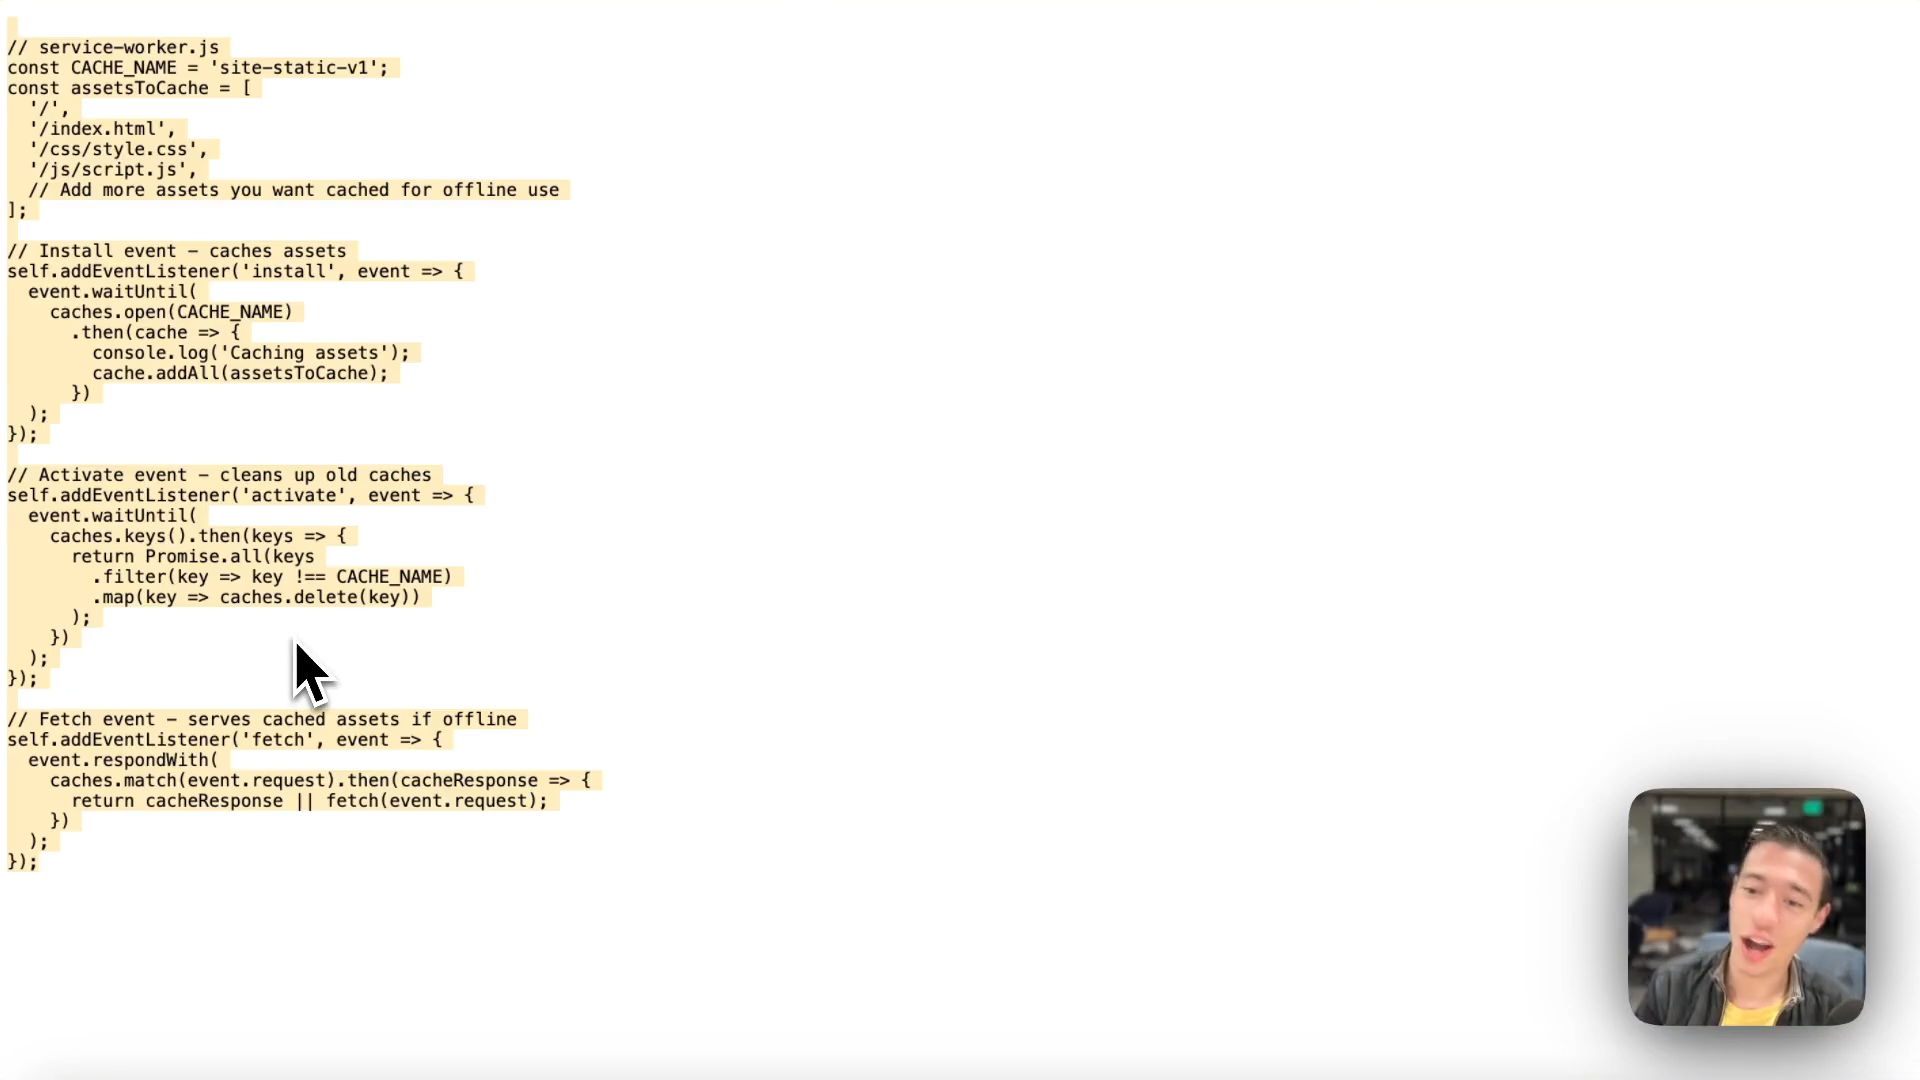 // service-worker.js
const CACHE_NAME = 'site-static-v1';
const assetsToCache = [
  '/',
  '/index.html',
  '/css/style.css',
  '/js/script.js',
  // Add more assets you want cached for offline use
];

// Install event – caches assets
self.addEventListener('install', event => {
  event.waitUntil(
    caches.open(CACHE_NAME)
      .then(cache => {
        console.log('Caching assets');
        cache.addAll(assetsToCache);
      })
  );
});

// Activate event – cleans up old caches
self.addEventListener('activate', event => {
  event.waitUntil(
    caches.keys().then(keys => {
      return Promise.all(keys
        .filter(key => key !== CACHE_NAME)
        .map(key => caches.delete(key))
      );
    })
  );
});

// Fetch event – serves cached assets if offline
self.addEventListener('fetch', event => {
  event.respondWith(
    caches.match(event.request).then(cacheResponse => {
      return cacheResponse || fetch(event.request);
    })
  );
});